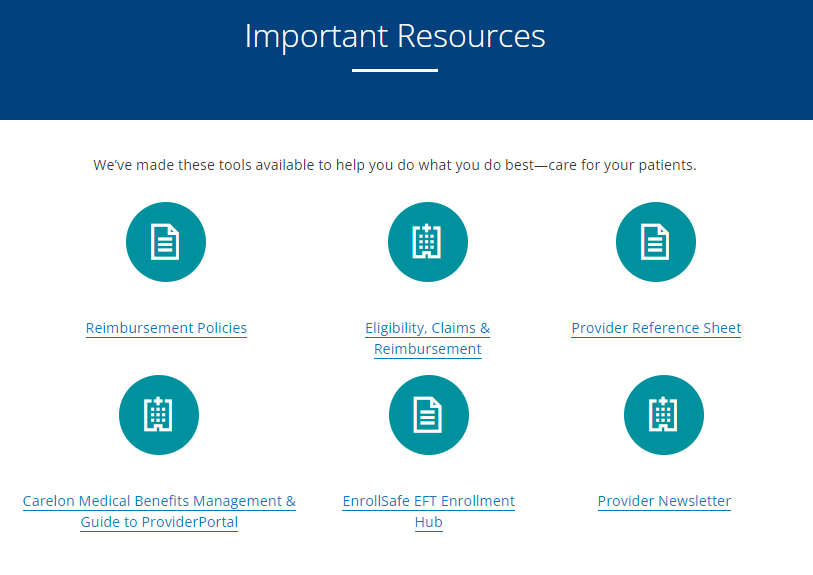 Important Resources
We’ve made these tools available to help you do what you do best—care for your patients.
Reimbursement Policies
Eligibility, Claims &
Reimbursement
Provider Reference Sheet
Carelon Medical Benefits Management &
Guide to ProviderPortal
EnrollSafe EFT Enrollment
Hub
Provider Newsletter